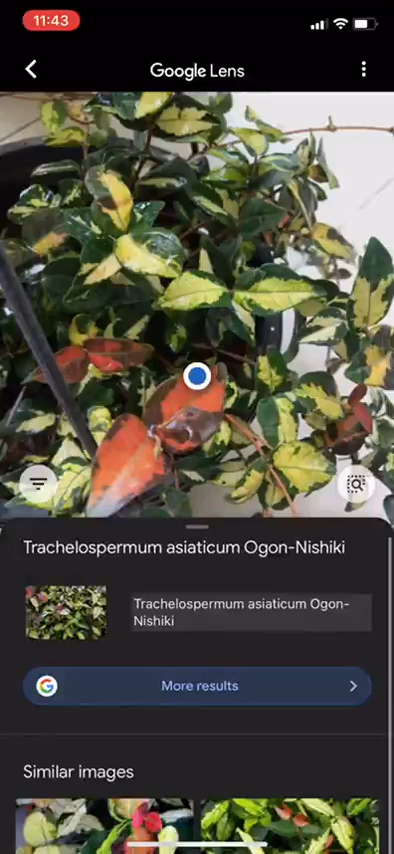 11:43
Google Lens
Trachelospermum asiaticum Ogon-Nishiki
Trachelospermum asiaticum Ogon-
Nishiki
More results
Similar images